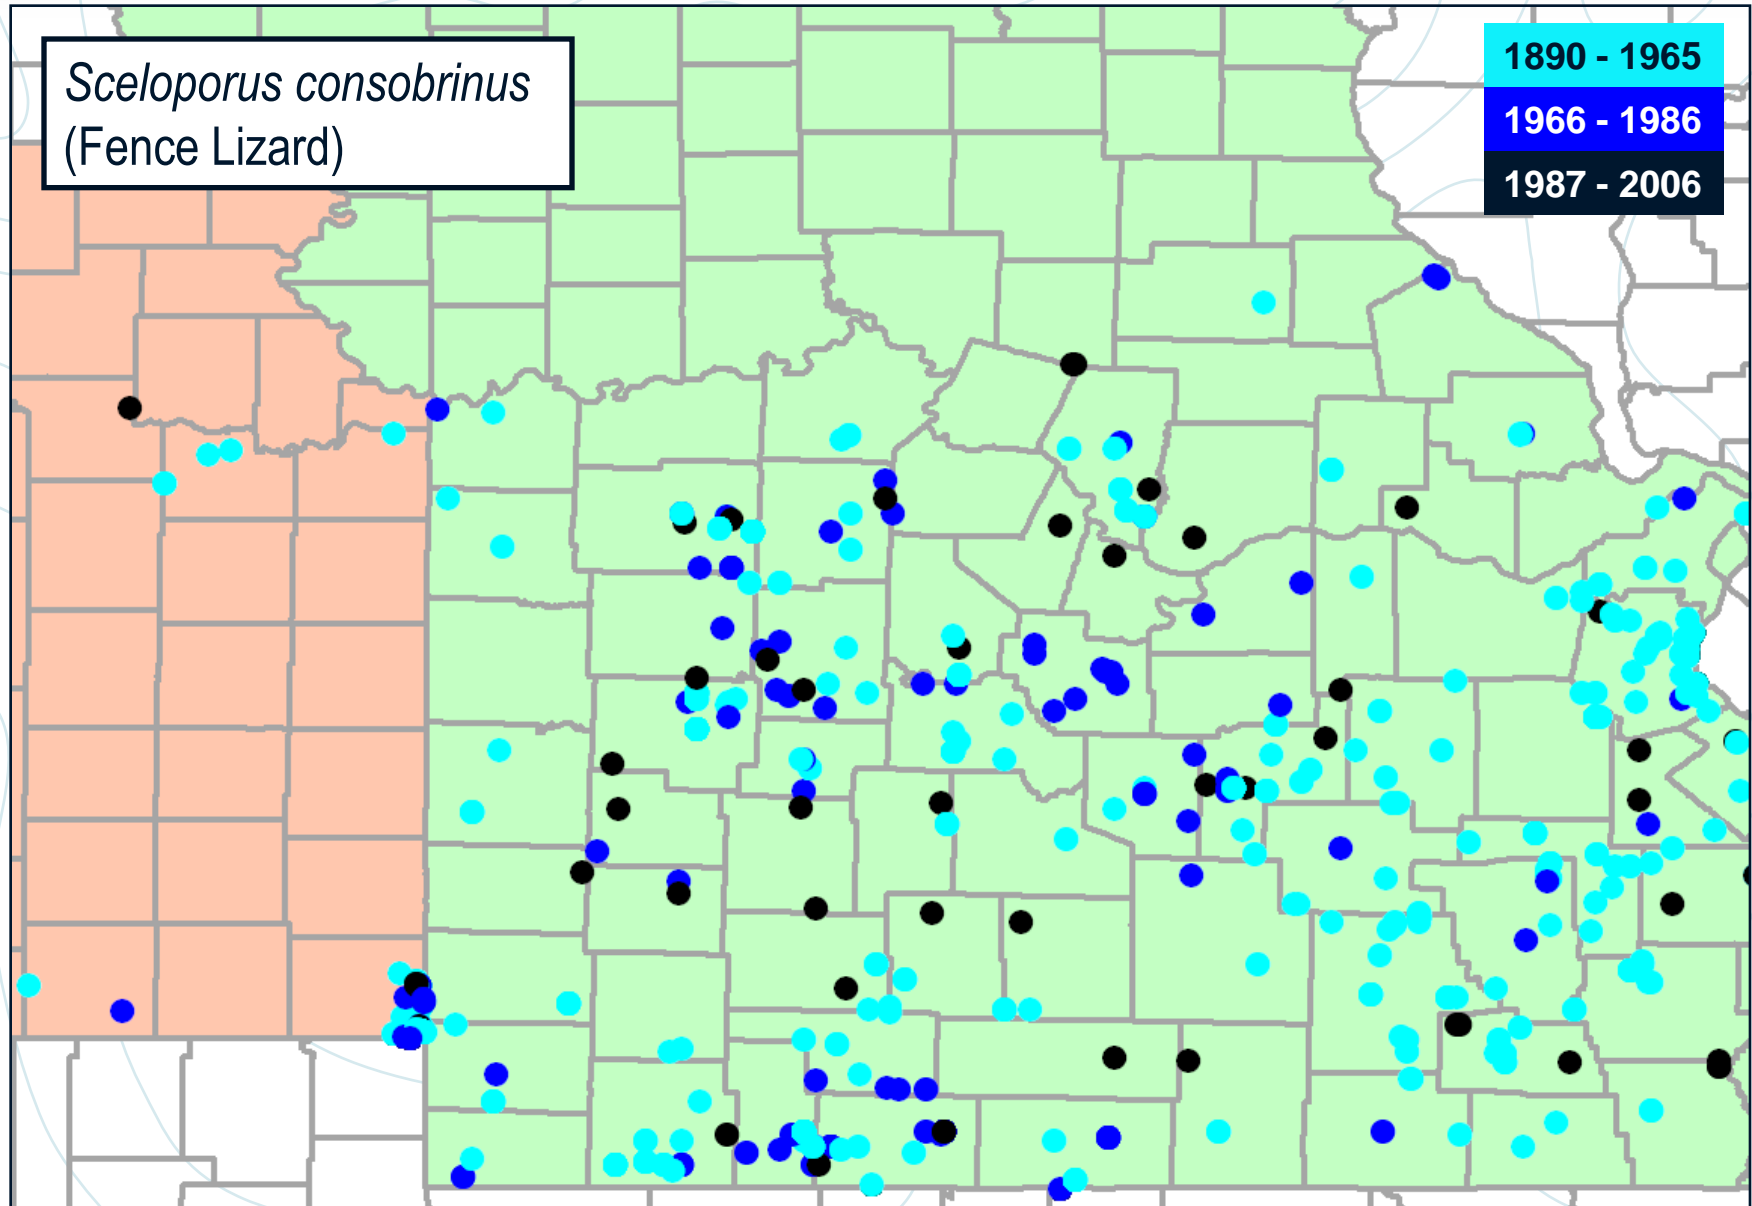 Sceloporus consobrinus
(Fence Lizard)
1890 - 1965
1966 - 1986
1987 - 2006